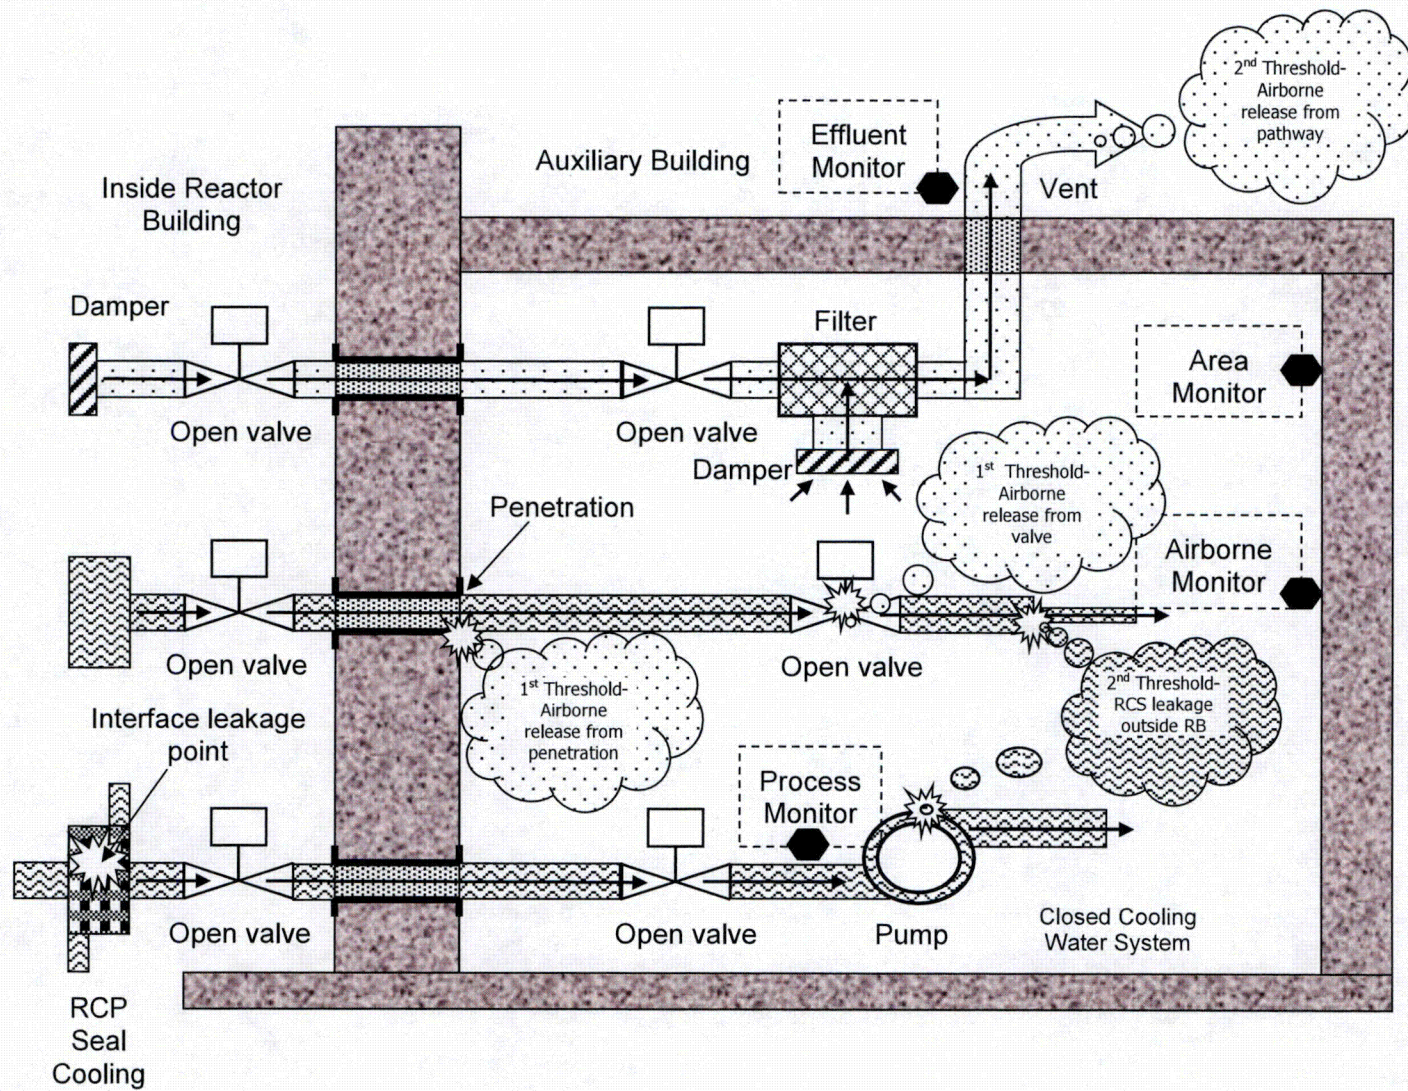 2nd Threshold-
Airborne
release from
pathway
Effluent
Monitor
Auxiliary Building
Inside Reactor
Building
Vent
Damper
Filter
Area
Monitor
Open valve
Open valve
Damper
1st Threshold-
Airborne
release from
valve
Penetration
Airborne
Monitor
Open valve
Open valve
1st Threshold-
Airborne
release from
penetration
2nd Threshold-
RCS leakage
outside RB
Interface leakage
point
Process
Monitor
Open valve
Open valve
Pump
Closed Cooling
Water System
RCP
Seal
Cooling